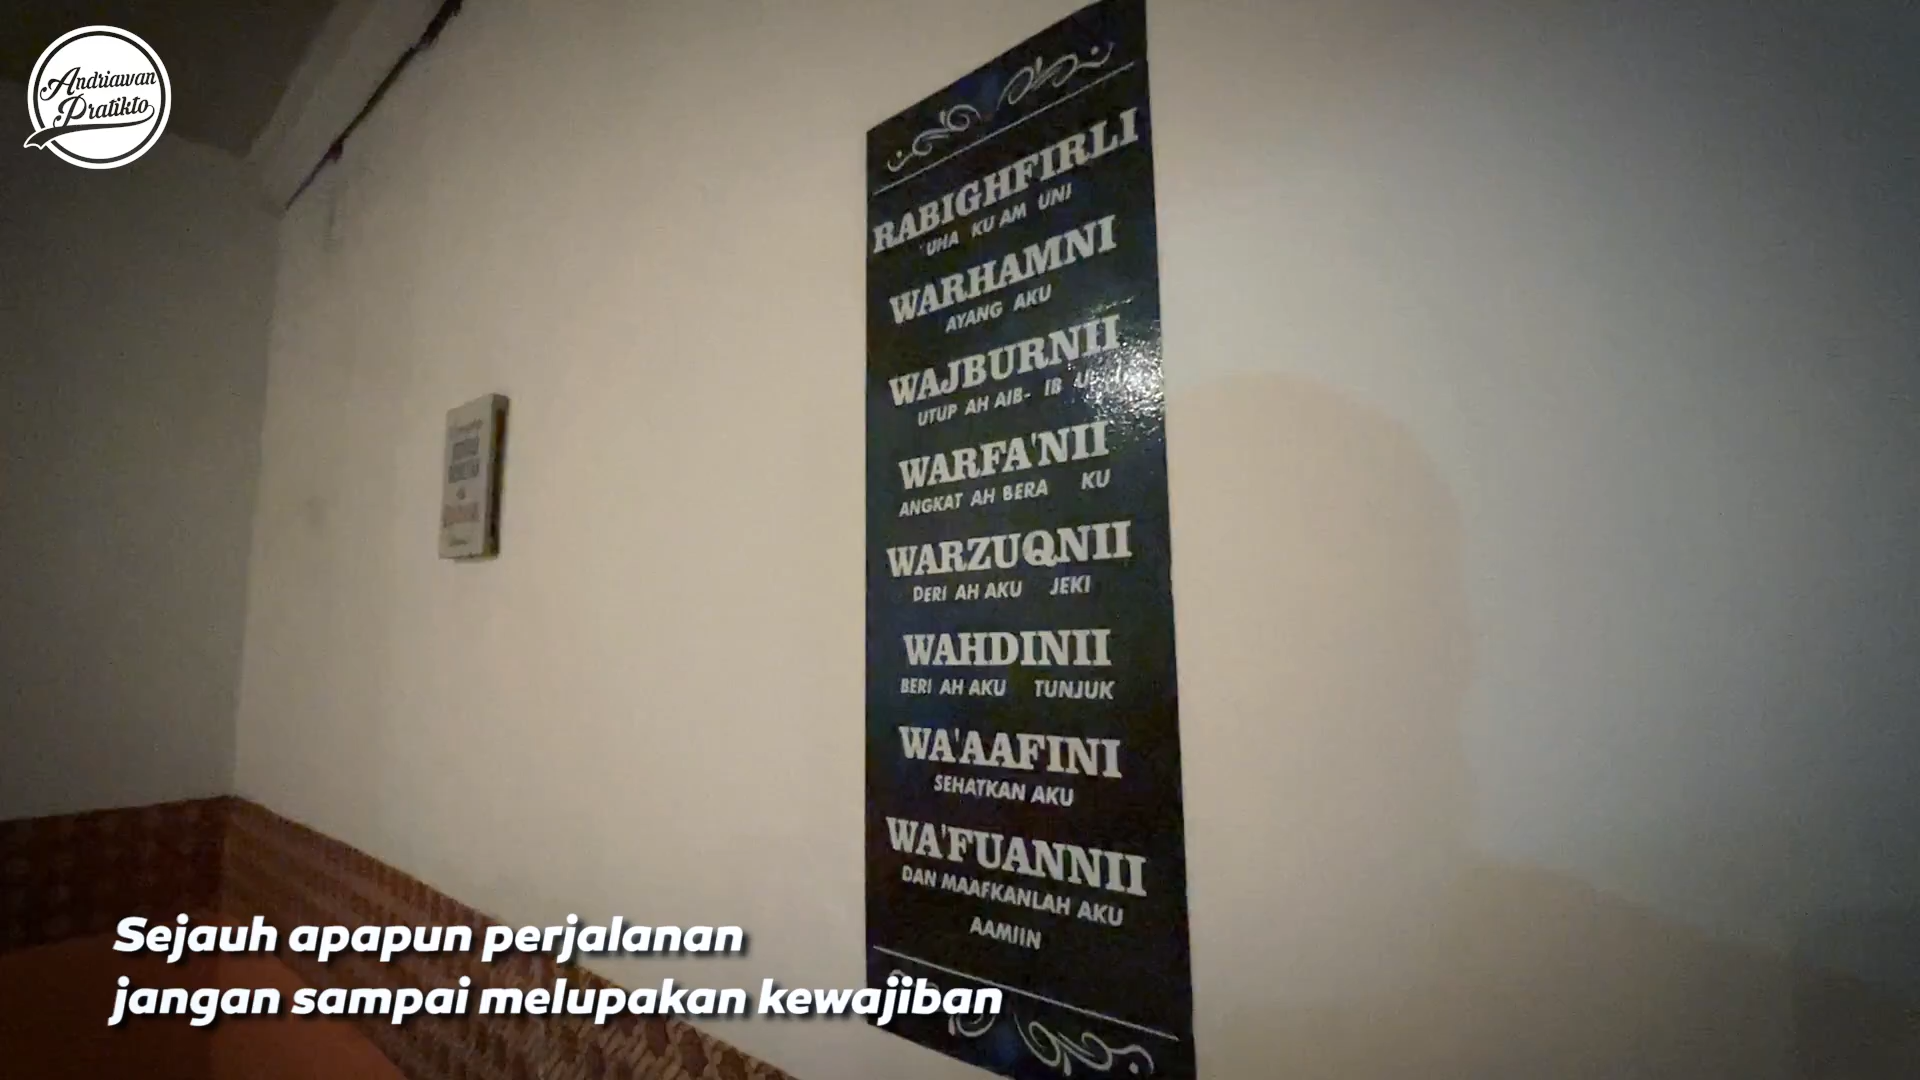 Andriawan
Pratikto
RABIGHFIRLI
UHA KU AM UNI
WARHAMNI
AYANG AKU
WAJBURNII
UTUP AH AIB- IB
WARFA'NII
ANGKAT AH BERA KU
WARZUQNII
DERI AH AKU JEKI
WAHDINII
BERI AH AKU TUNJUK
WA'AAFINI
SEHATKAN AKU
WA'FUANNII
DAN MAAFKANLAH AKU
AAMIIN
Sejauh apapun perjalanan
jangan sampai melupakan kewajiban